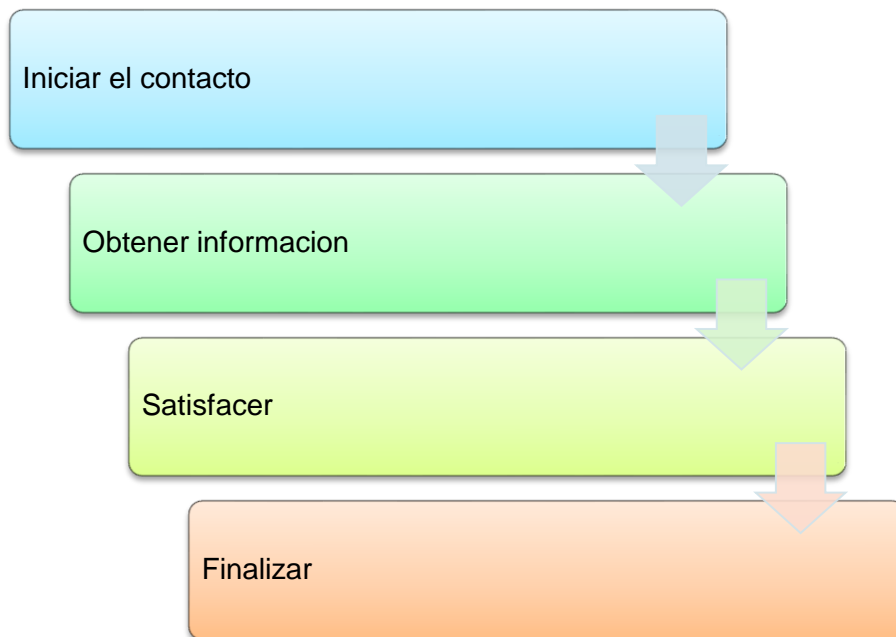 Iniciar el contacto
Obtener informacion
Satisfacer
Finalizar